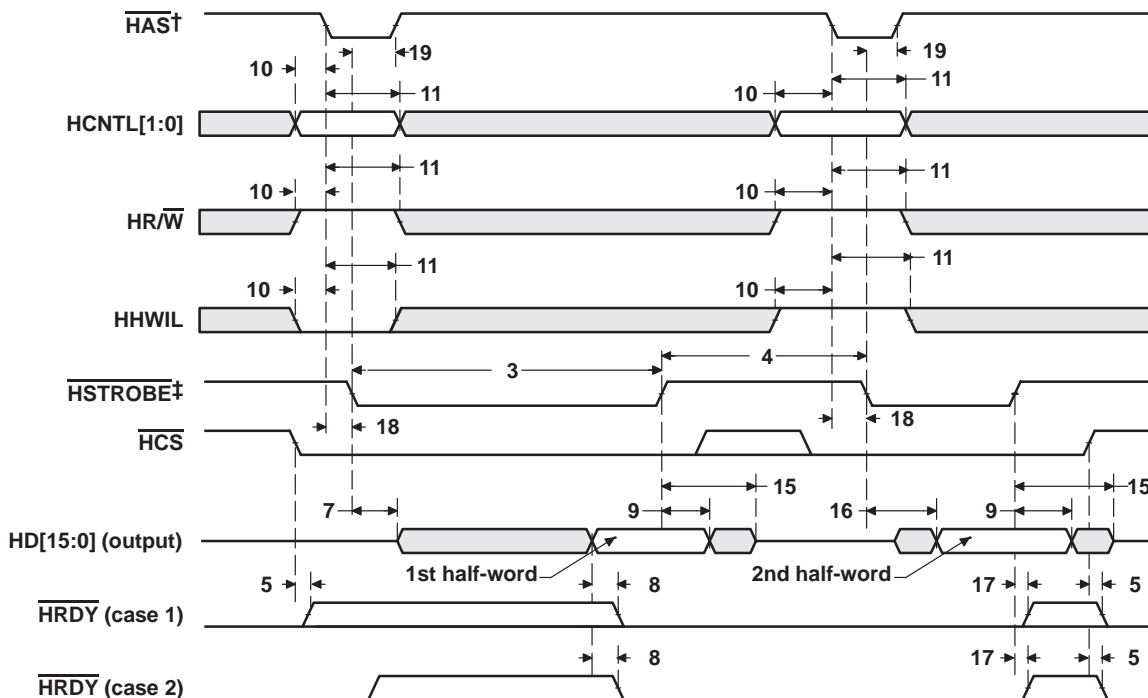 HAS†
19
19
10
11
10
11
HCNTL[1:0]
11
11
10
10
HR/W
11
11
10
10
HHWIL
3
4
HSTROBE‡
18
18
HCS
15
15
7
9
16
9
HD[15:0] (output)
1st half-word
2nd half-word
5
8
17
5
HRDY (case 1)
8
17
5
HRDY (case 2)